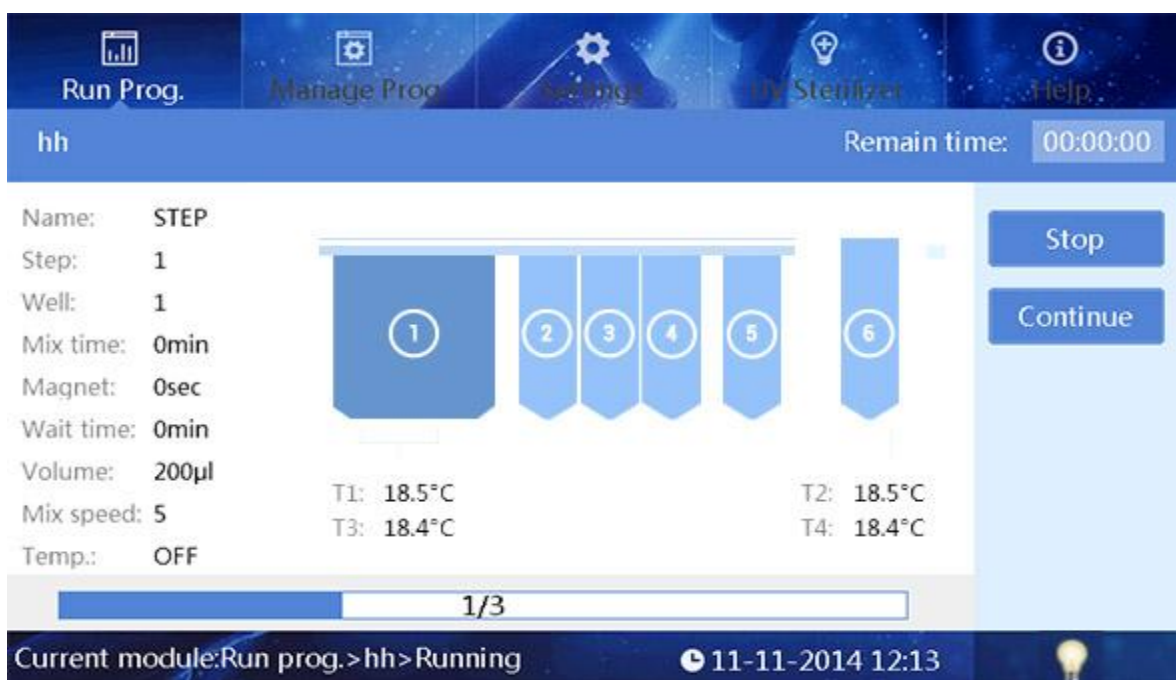 Run Prog. Manage Prog. Settings UV Sterilizer Help
hh Remain time: 00:00:00
Name: STEP
Step: 1
Well: 1
Mix time: 0min
Magnet: 0sec
Wait time: 0min
Volume: 200µl
Mix speed: 5
Temp.: OFF
1 2 3 4 5 6
T1: 18.5°C T2: 18.5°C
T3: 18.4°C T4: 18.4°C
Stop
Continue
1/3
Current module:Run prog.>hh>Running 11-11-2014 12:13